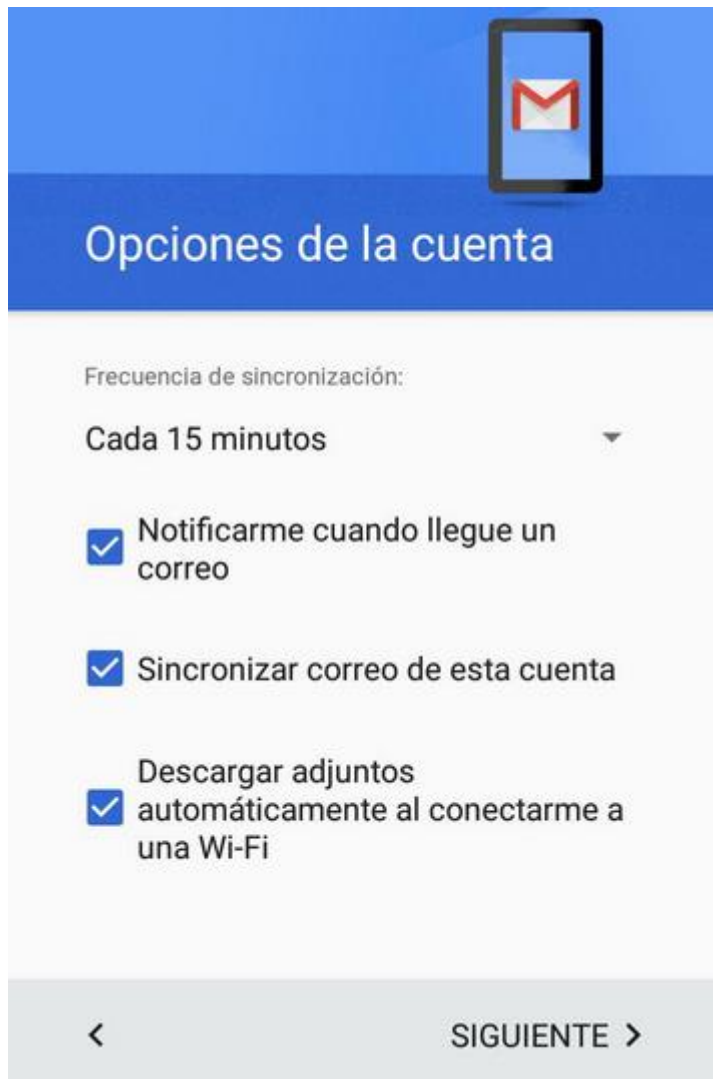 Opciones de la cuenta
Frecuencia de sincronización:
Cada 15 minutos
Notificarme cuando llegue un
correo
Sincronizar correo de esta cuenta
Descargar adjuntos
automáticamente al conectarme a
una Wi-Fi
SIGUIENTE